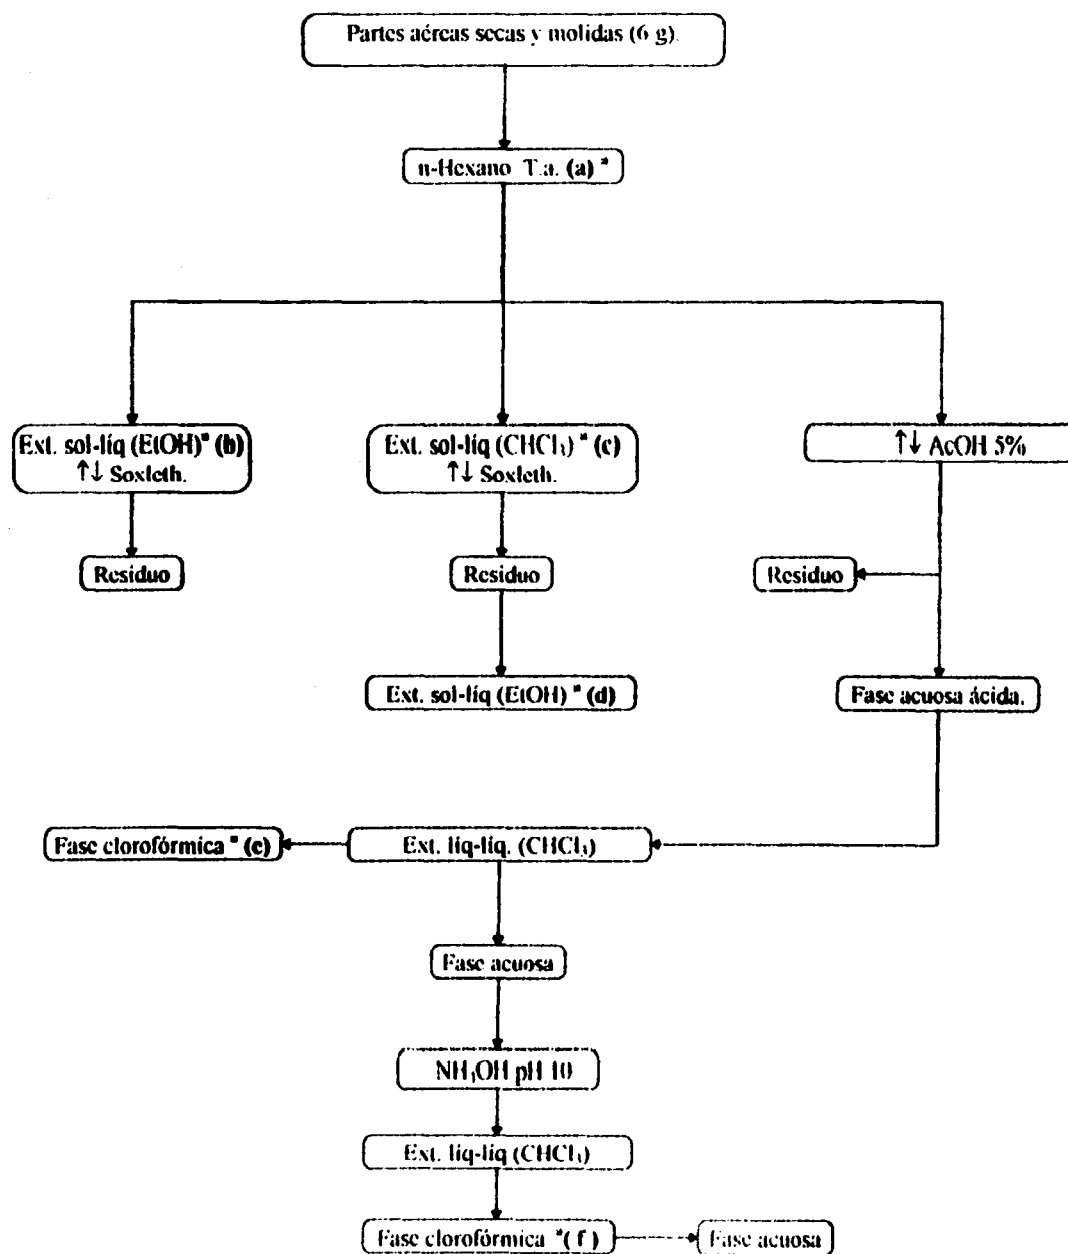 Partes aéreas secas y molidas (6 g).
n-Hexano T.a. (a) *
Ext. sol-líq (EtOH)* (b)
↑↓ Soxleth.
Ext. sol-líq (CHCl₃) * (c)
↑↓ Soxleth.
↑↓ AcOH 5%
Residuo
Residuo
Residuo
Ext. sol-líq (EtOH) * (d)
Fase acuosa ácida.
Fase clorofórmica * (e)
Ext. líq-líq. (CHCl₃)
Fase acuosa
NH₄OH pH 10
Ext. líq-líq (CHCl₃)
Fase clorofórmica *( f )
Fase acuosa